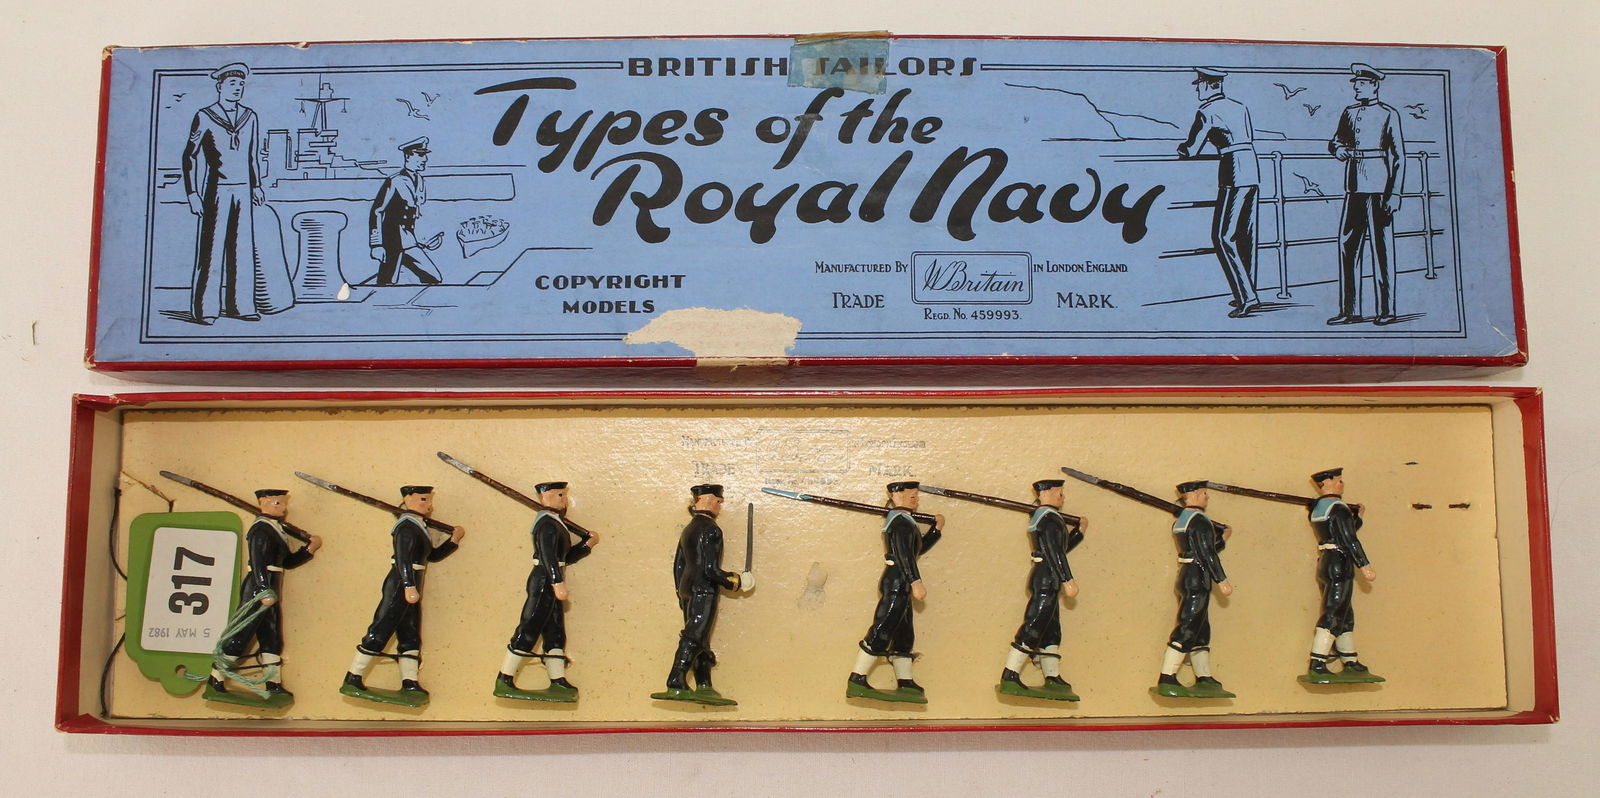 BRITISH SAILORS
Types of the
Royal Navy
COPYRIGHT
MODELS
MANUFACTURED BY W Britain IN LONDON ENGLAND.
TRADE MARK.
REGD. No. 459993.
TRADE MARK.
317
5 MAY 1982